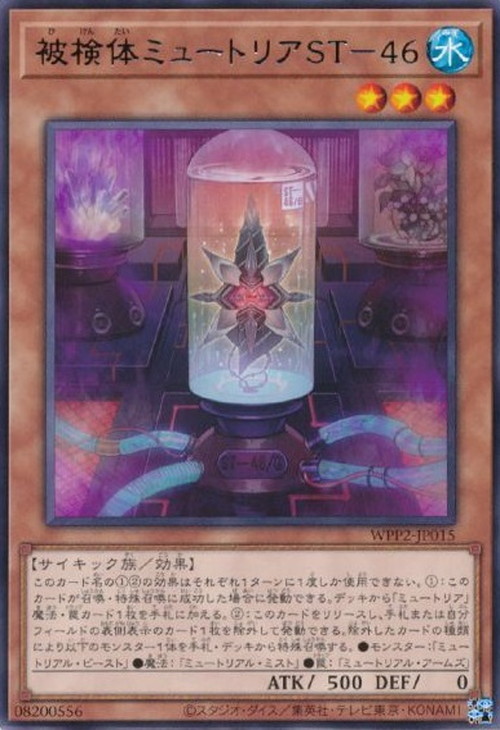 被検体ミュートリアSTー46
水
ST-46/@
ST-46/@
WPP2-JP015
【サイキック族/効果】
このカード名の①②の効果はそれぞれ1ターンに1度しか使用できない。①:この
カードが召喚・特殊召喚に成功した場合に発動できる。デッキから「ミュートリア」
魔法・罠カード1枚を手札に加える。②:このカードをリリースし、手札または自分
フィールドの表側表示のカード1枚を除外して発動できる。除外したカードの種類
により以下のモンスター1体を手札・デッキから特殊召喚する。●モンスター:「ミュー
トリアル・ビースト」●魔法:「ミュートリアル・ミスト」●罠:「ミュートリアル・アームズ」
ATK/ 500 DEF/ 0
08200556 ©スタジオ・ダイス/集英社・テレビ東京・KONAMI